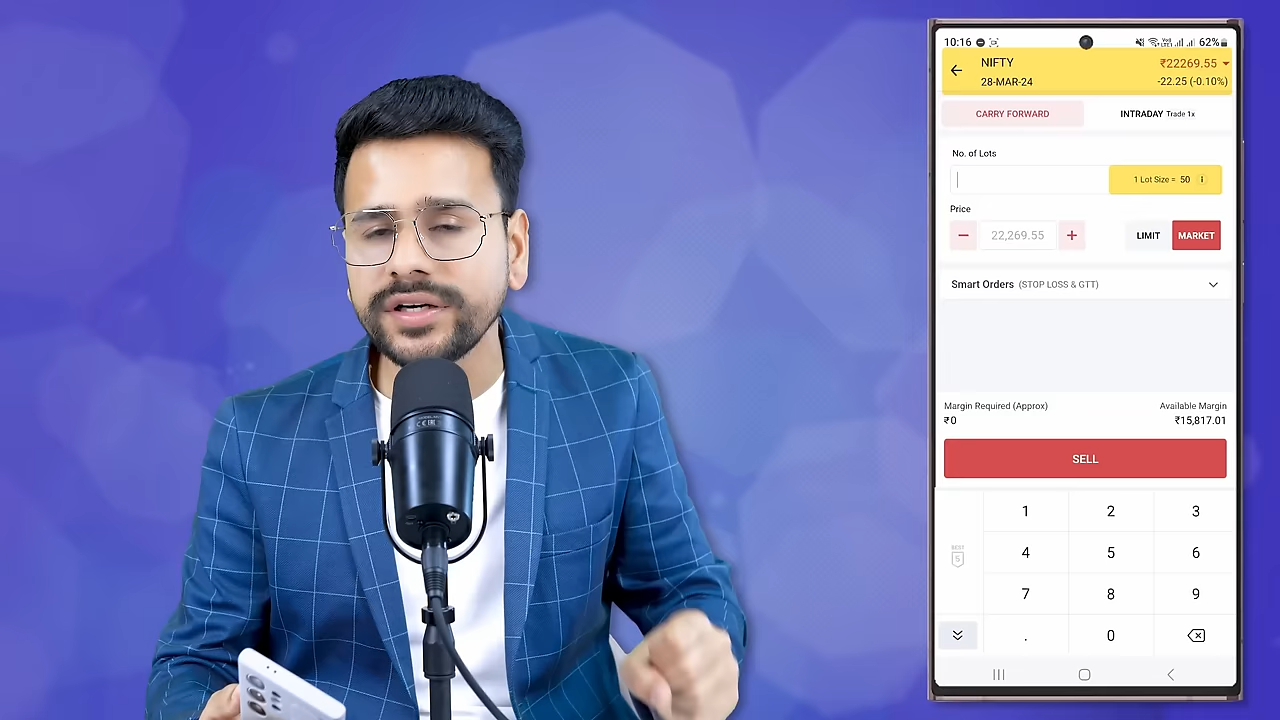 10:16 62%
NIFTY ₹22269.55
28-MAR-24 -22.25 (-0.10%)
CARRY FORWARD INTRADAY Trade 1x
No. of Lots
1 Lot Size = 50 i
Price
− 22,269.55 + LIMIT MARKET
Smart Orders (STOP LOSS & GTT)
Margin Required (Approx) Available Margin
₹0 ₹15,817.01
SELL
1 2 3
4 5 6
BEST
5
7 8 9
. 0